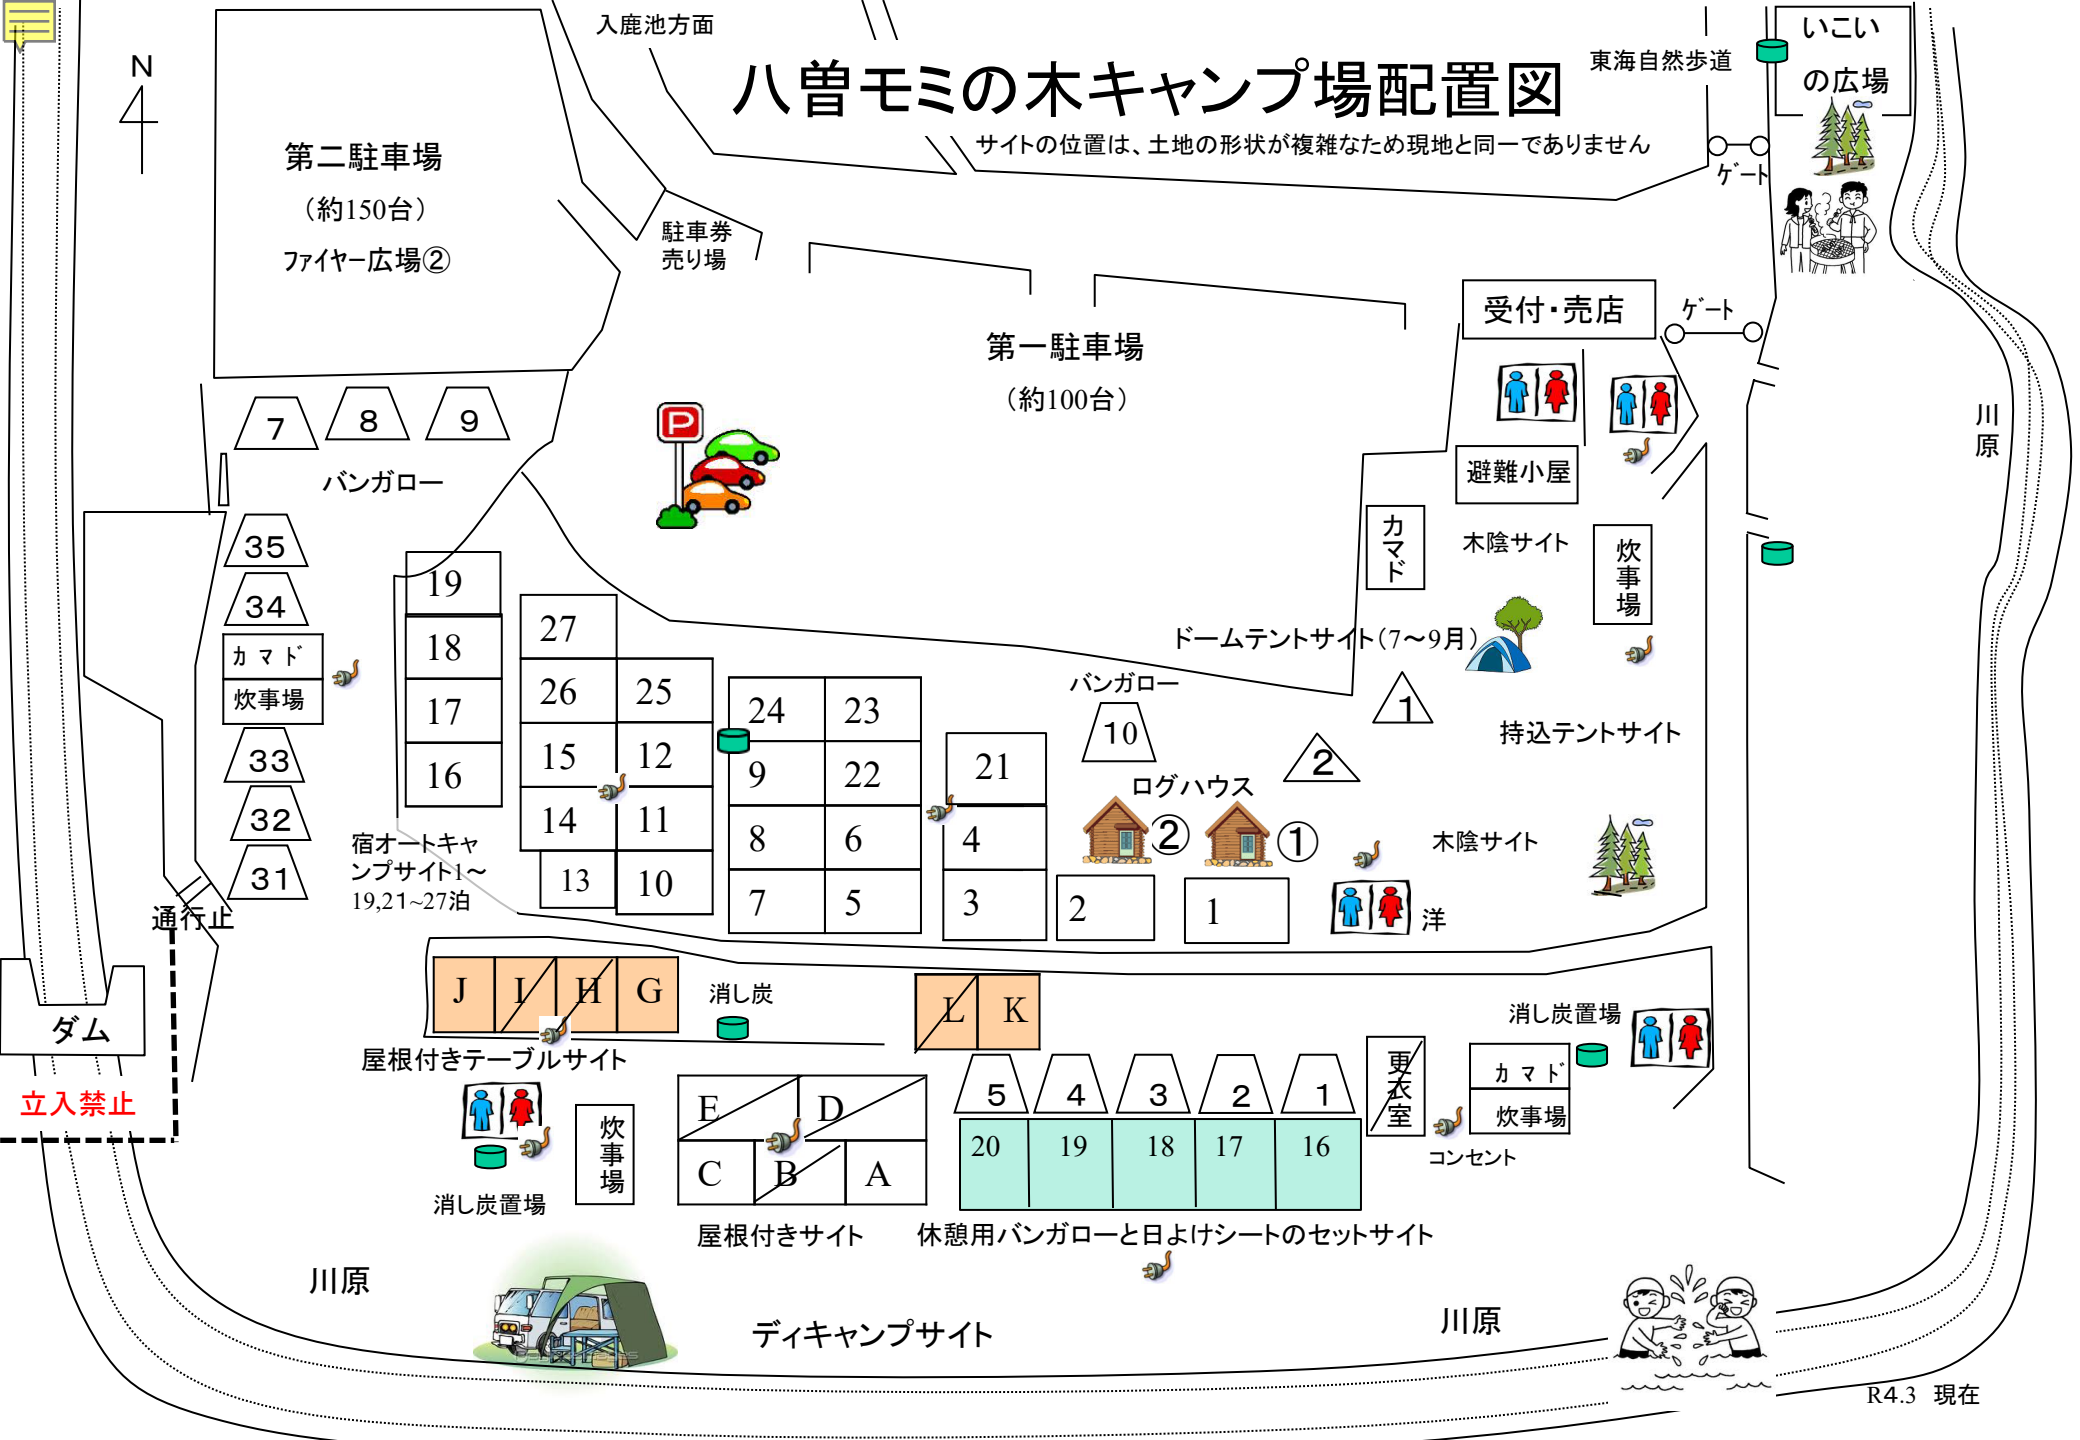 入鹿池方面
八曽モミの木キャンプ場配置図
サイトの位置は、土地の形状が複雑なため現地と同一でありません
東海自然歩道
いこい
の広場
ゲート
N
第二駐車場
（約150台）
ファイヤー広場②
駐車券
売り場
第一駐車場
（約100台）
受付・売店
ゲート
避難小屋
カマド
木陰サイト
炊事場
川原
7
8
9
バンガロー
35
34
カマド
炊事場
33
32
31
通行止
19
18
17
16
宿オートキャ
ンプサイト1～
19,21~27泊
27
26
25
15
12
14
11
13
10
24
23
9
22
8
6
7
5
21
4
3
2
1
バンガロー
10
ログハウス
②
①
ドームテントサイト（7～9月）
1
2
持込テントサイト
木陰サイト
洋
ダム
立入禁止
J
I
H
G
消し炭
屋根付きテーブルサイト
L
K
炊事場
消し炭置場
E
D
C
B
A
屋根付きサイト
5
4
3
2
1
20
19
18
17
16
休憩用バンガローと日よけシートのセットサイト
更衣室
消し炭置場
カマド
炊事場
コンセント
川原
ディキャンプサイト
川原
R4.3 現在